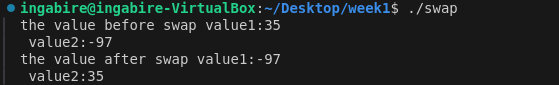 ingabire@ingabire-VirtualBox:~/Desktop/week1$ ./swap
the value before swap value1:35
 value2:-97
the value after swap value1:-97
 value2:35